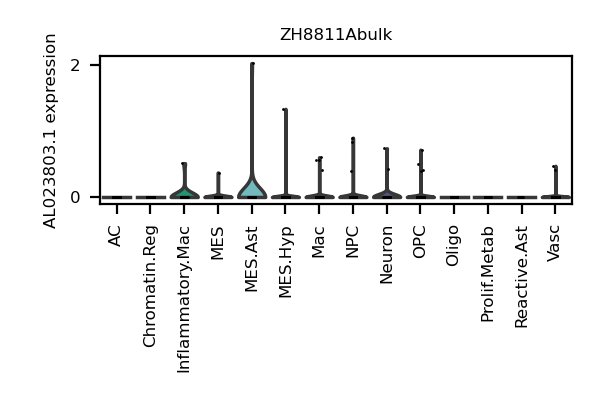 ZH8811Abulk
AL023803.1 expression
2
0
AC
Chromatin.Reg
Inflammatory.Mac
MES
MES.Ast
MES.Hyp
Mac
NPC
Neuron
OPC
Oligo
Prolif.Metab
Reactive.Ast
Vasc